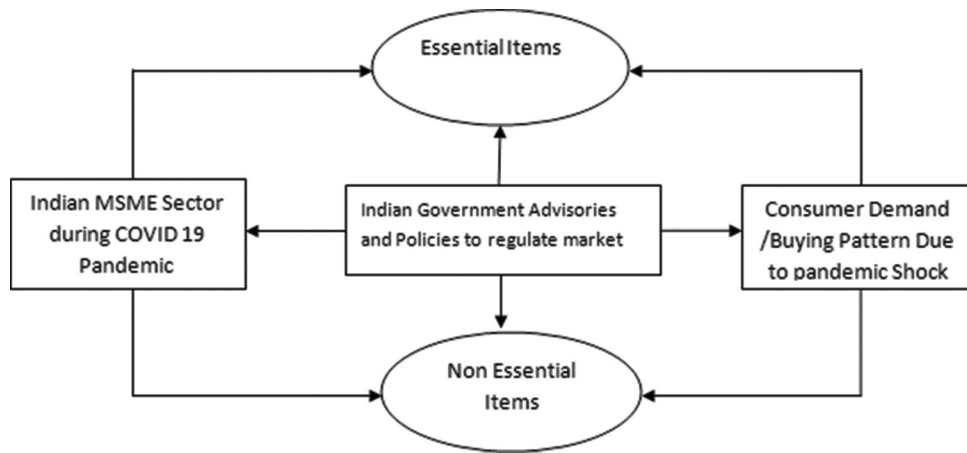 Essential Items
Indian MSME Sector
during COVID 19
Pandemic
Indian Government Advisories
and Policies to regulate market
Consumer Demand
/Buying Pattern Due
to pandemic Shock
Non Essential
Items